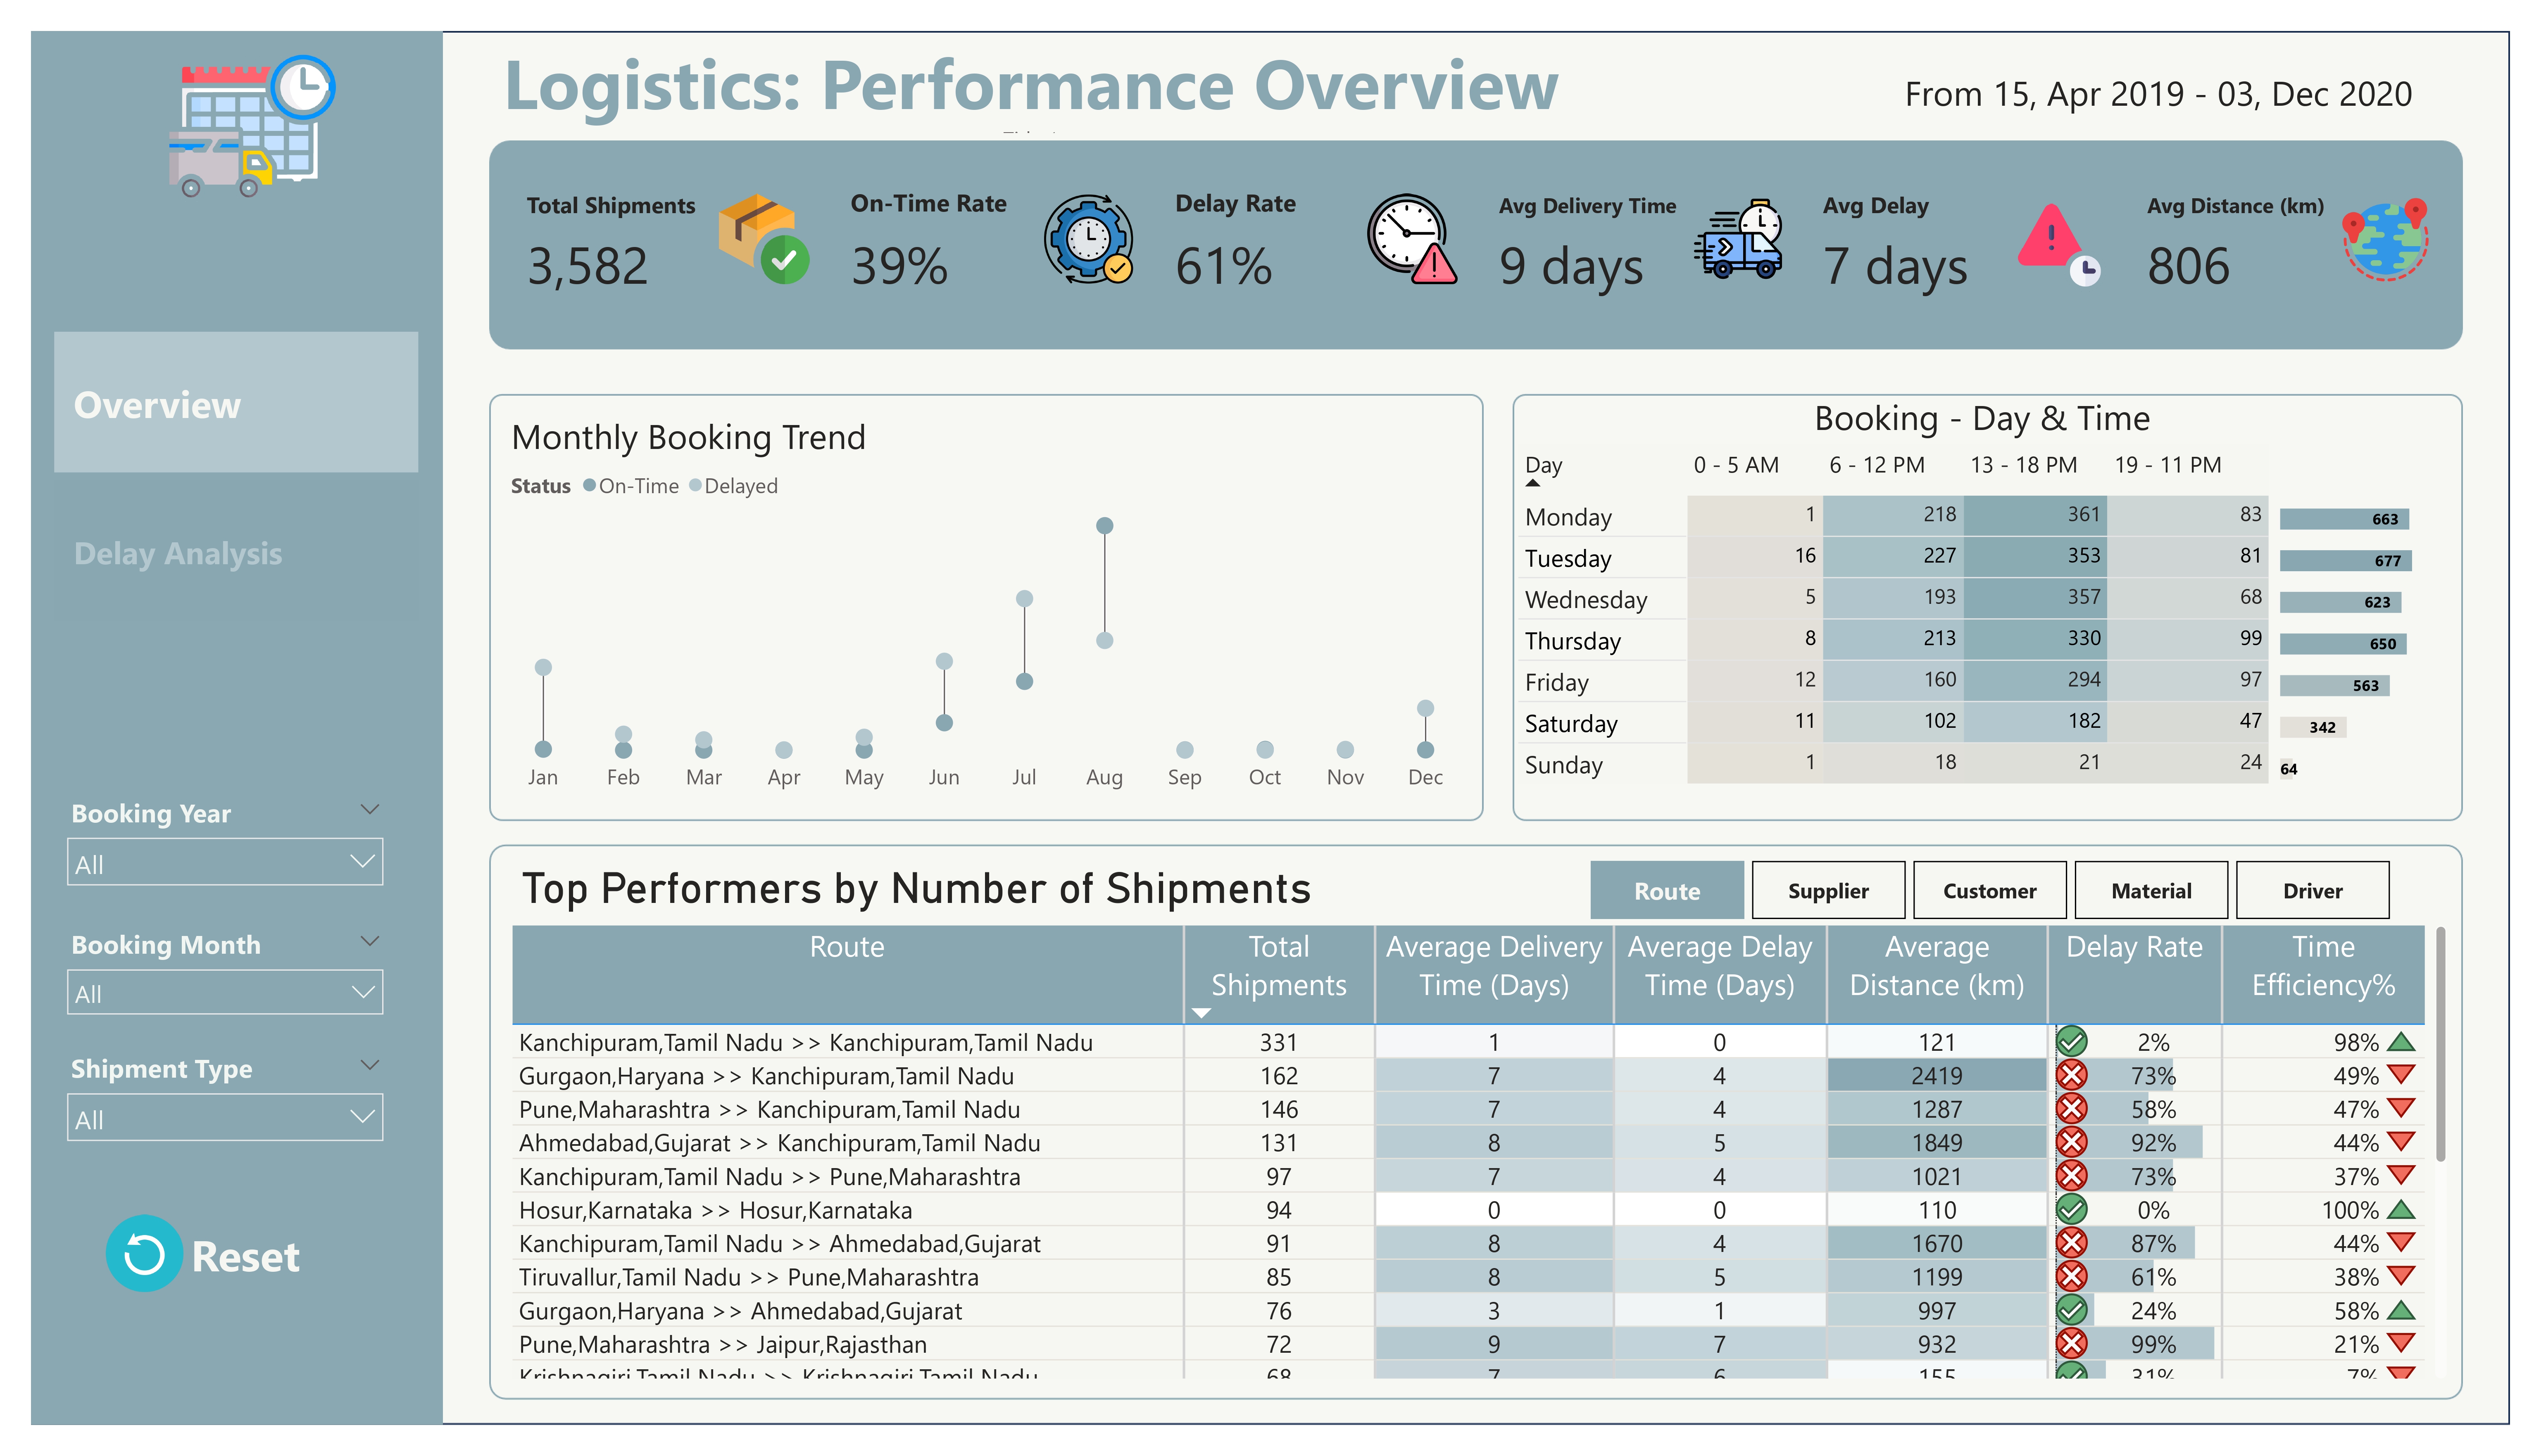 Logistics: Performance Overview
From 15, Apr 2019 - 03, Dec 2020
Total Shipments
3,582
On-Time Rate
39%
Delay Rate
61%
Avg Delivery Time
9 days
Avg Delay
7 days
Avg Distance (km)
806
Overview
Delay Analysis
Booking Year
All
Booking Month
All
Shipment Type
All
Reset
Monthly Booking Trend
Status On-Time Delayed
Jan Feb Mar Apr May Jun Jul Aug Sep Oct Nov Dec
Booking - Day & Time
Day 0 - 5 AM 6 - 12 PM 13 - 18 PM 19 - 11 PM
Monday 1 218 361 83 663
Tuesday 16 227 353 81 677
Wednesday 5 193 357 68 623
Thursday 8 213 330 99 650
Friday 12 160 294 97 563
Saturday 11 102 182 47 342
Sunday 1 18 21 24 64
Top Performers by Number of Shipments
Route Supplier Customer Material Driver
Route Total Shipments Average Delivery Time (Days) Average Delay Time (Days) Average Distance (km) Delay Rate Time Efficiency%
Kanchipuram,Tamil Nadu >> Kanchipuram,Tamil Nadu 331 1 0 121 2% 98%
Gurgaon,Haryana >> Kanchipuram,Tamil Nadu 162 7 4 2419 73% 49%
Pune,Maharashtra >> Kanchipuram,Tamil Nadu 146 7 4 1287 58% 47%
Ahmedabad,Gujarat >> Kanchipuram,Tamil Nadu 131 8 5 1849 92% 44%
Kanchipuram,Tamil Nadu >> Pune,Maharashtra 97 7 4 1021 73% 37%
Hosur,Karnataka >> Hosur,Karnataka 94 0 0 110 0% 100%
Kanchipuram,Tamil Nadu >> Ahmedabad,Gujarat 91 8 4 1670 87% 44%
Tiruvallur,Tamil Nadu >> Pune,Maharashtra 85 8 5 1199 61% 38%
Gurgaon,Haryana >> Ahmedabad,Gujarat 76 3 1 997 24% 58%
Pune,Maharashtra >> Jaipur,Rajasthan 72 9 7 932 99% 21%
Krishnagiri,Tamil Nadu >> Krishnagiri,Tamil Nadu 68 7 6 155 31% 7%